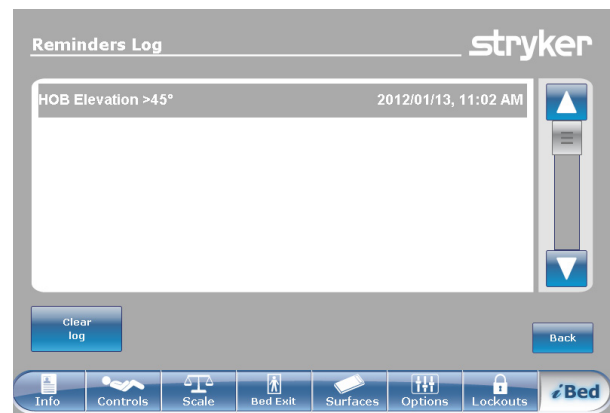 Reminders Log
stryker
HOB Elevation >45° 2012/01/13, 11:02 AM
Clear
log
Back
Info Controls Scale Bed Exit Surfaces Options Lockouts iBed